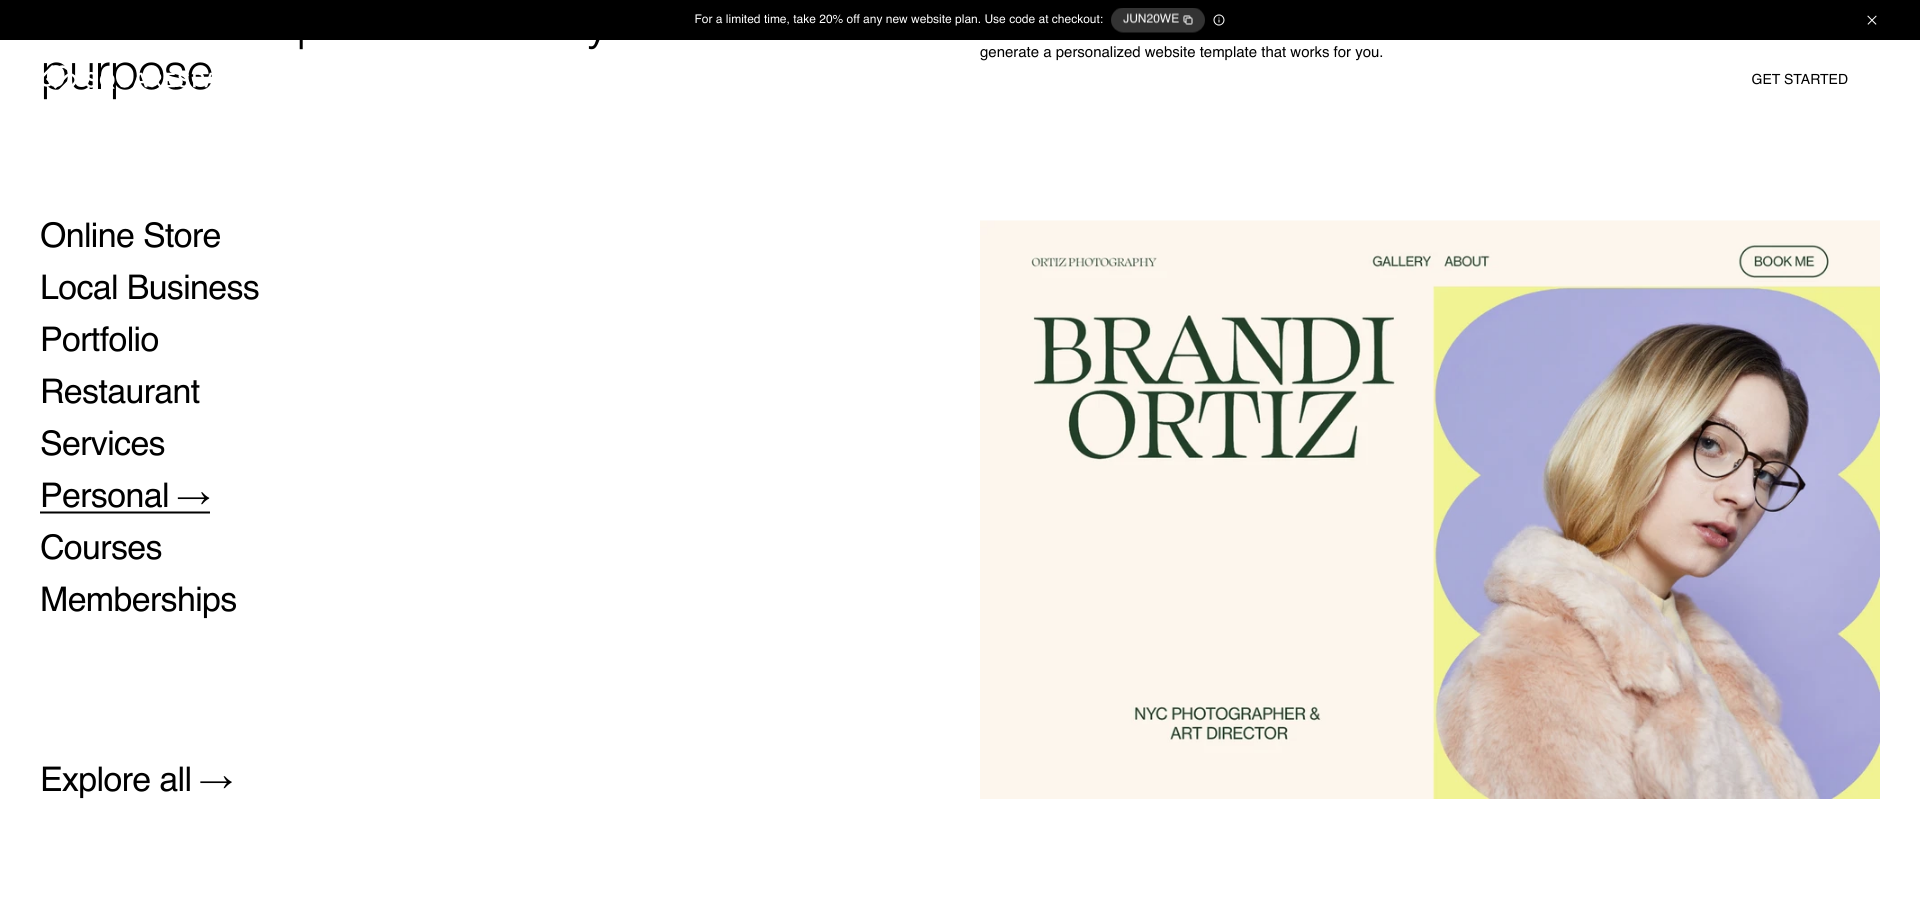 For a limited time, take 20% off any new website plan. Use code at checkout: JUN20WE
generate a personalized website template that works for you.
purpose
GET STARTED
Online Store
Local Business
Portfolio
Restaurant
Services
Personal →
Courses
Memberships
Explore all →
ORTIZ PHOTOGRAPHY
GALLERY ABOUT
BOOK ME
BRANDI
ORTIZ
NYC PHOTOGRAPHER &
ART DIRECTOR